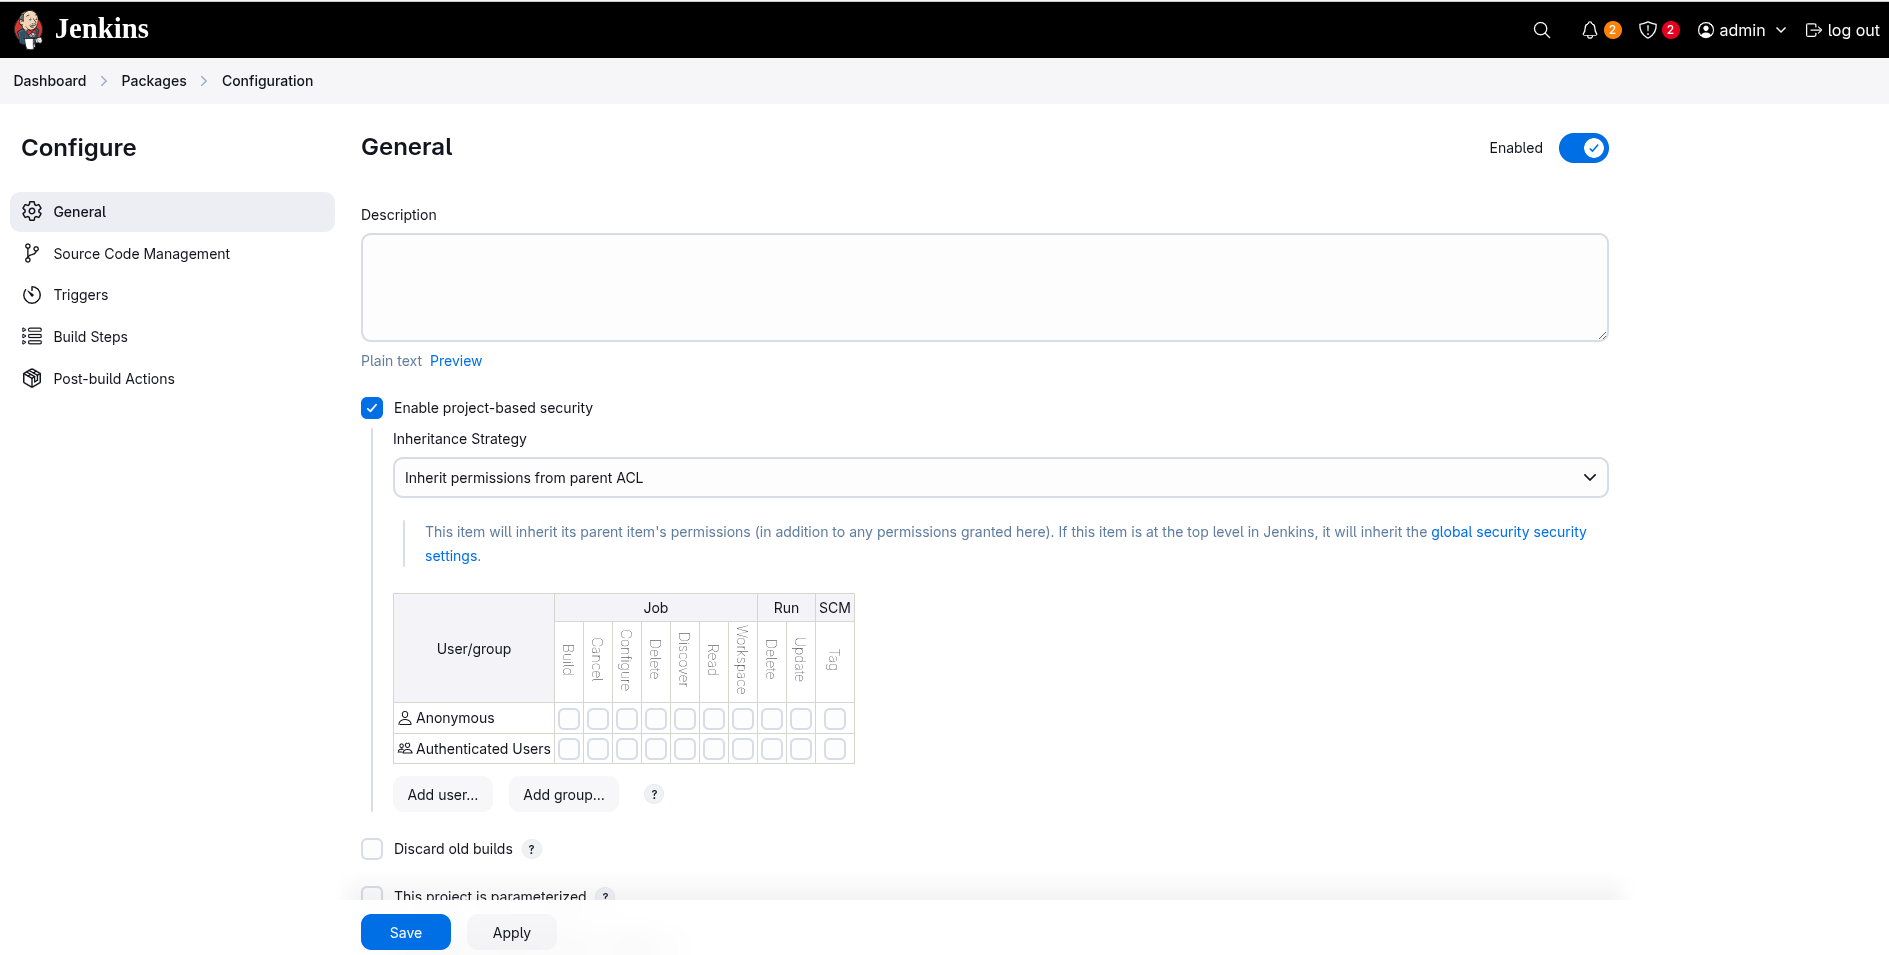 Jenkins
2
2
admin
log out
Dashboard
Packages
Configuration
Configure
General
Source Code Management
Triggers
Build Steps
Post-build Actions
General
Enabled
Description
Plain text Preview
Enable project-based security
Inheritance Strategy
Inherit permissions from parent ACL
This item will inherit its parent item's permissions (in addition to any permissions granted here). If this item is at the top level in Jenkins, it will inherit the global security security
settings.
User/group
Job
Run
SCM
Build
Cancel
Configure
Delete
Discover
Read
Workspace
Delete
Update
Tag
Anonymous
Authenticated Users
Add user...
Add group...
?
Discard old builds ?
This project is parameterized ?
Save
Apply